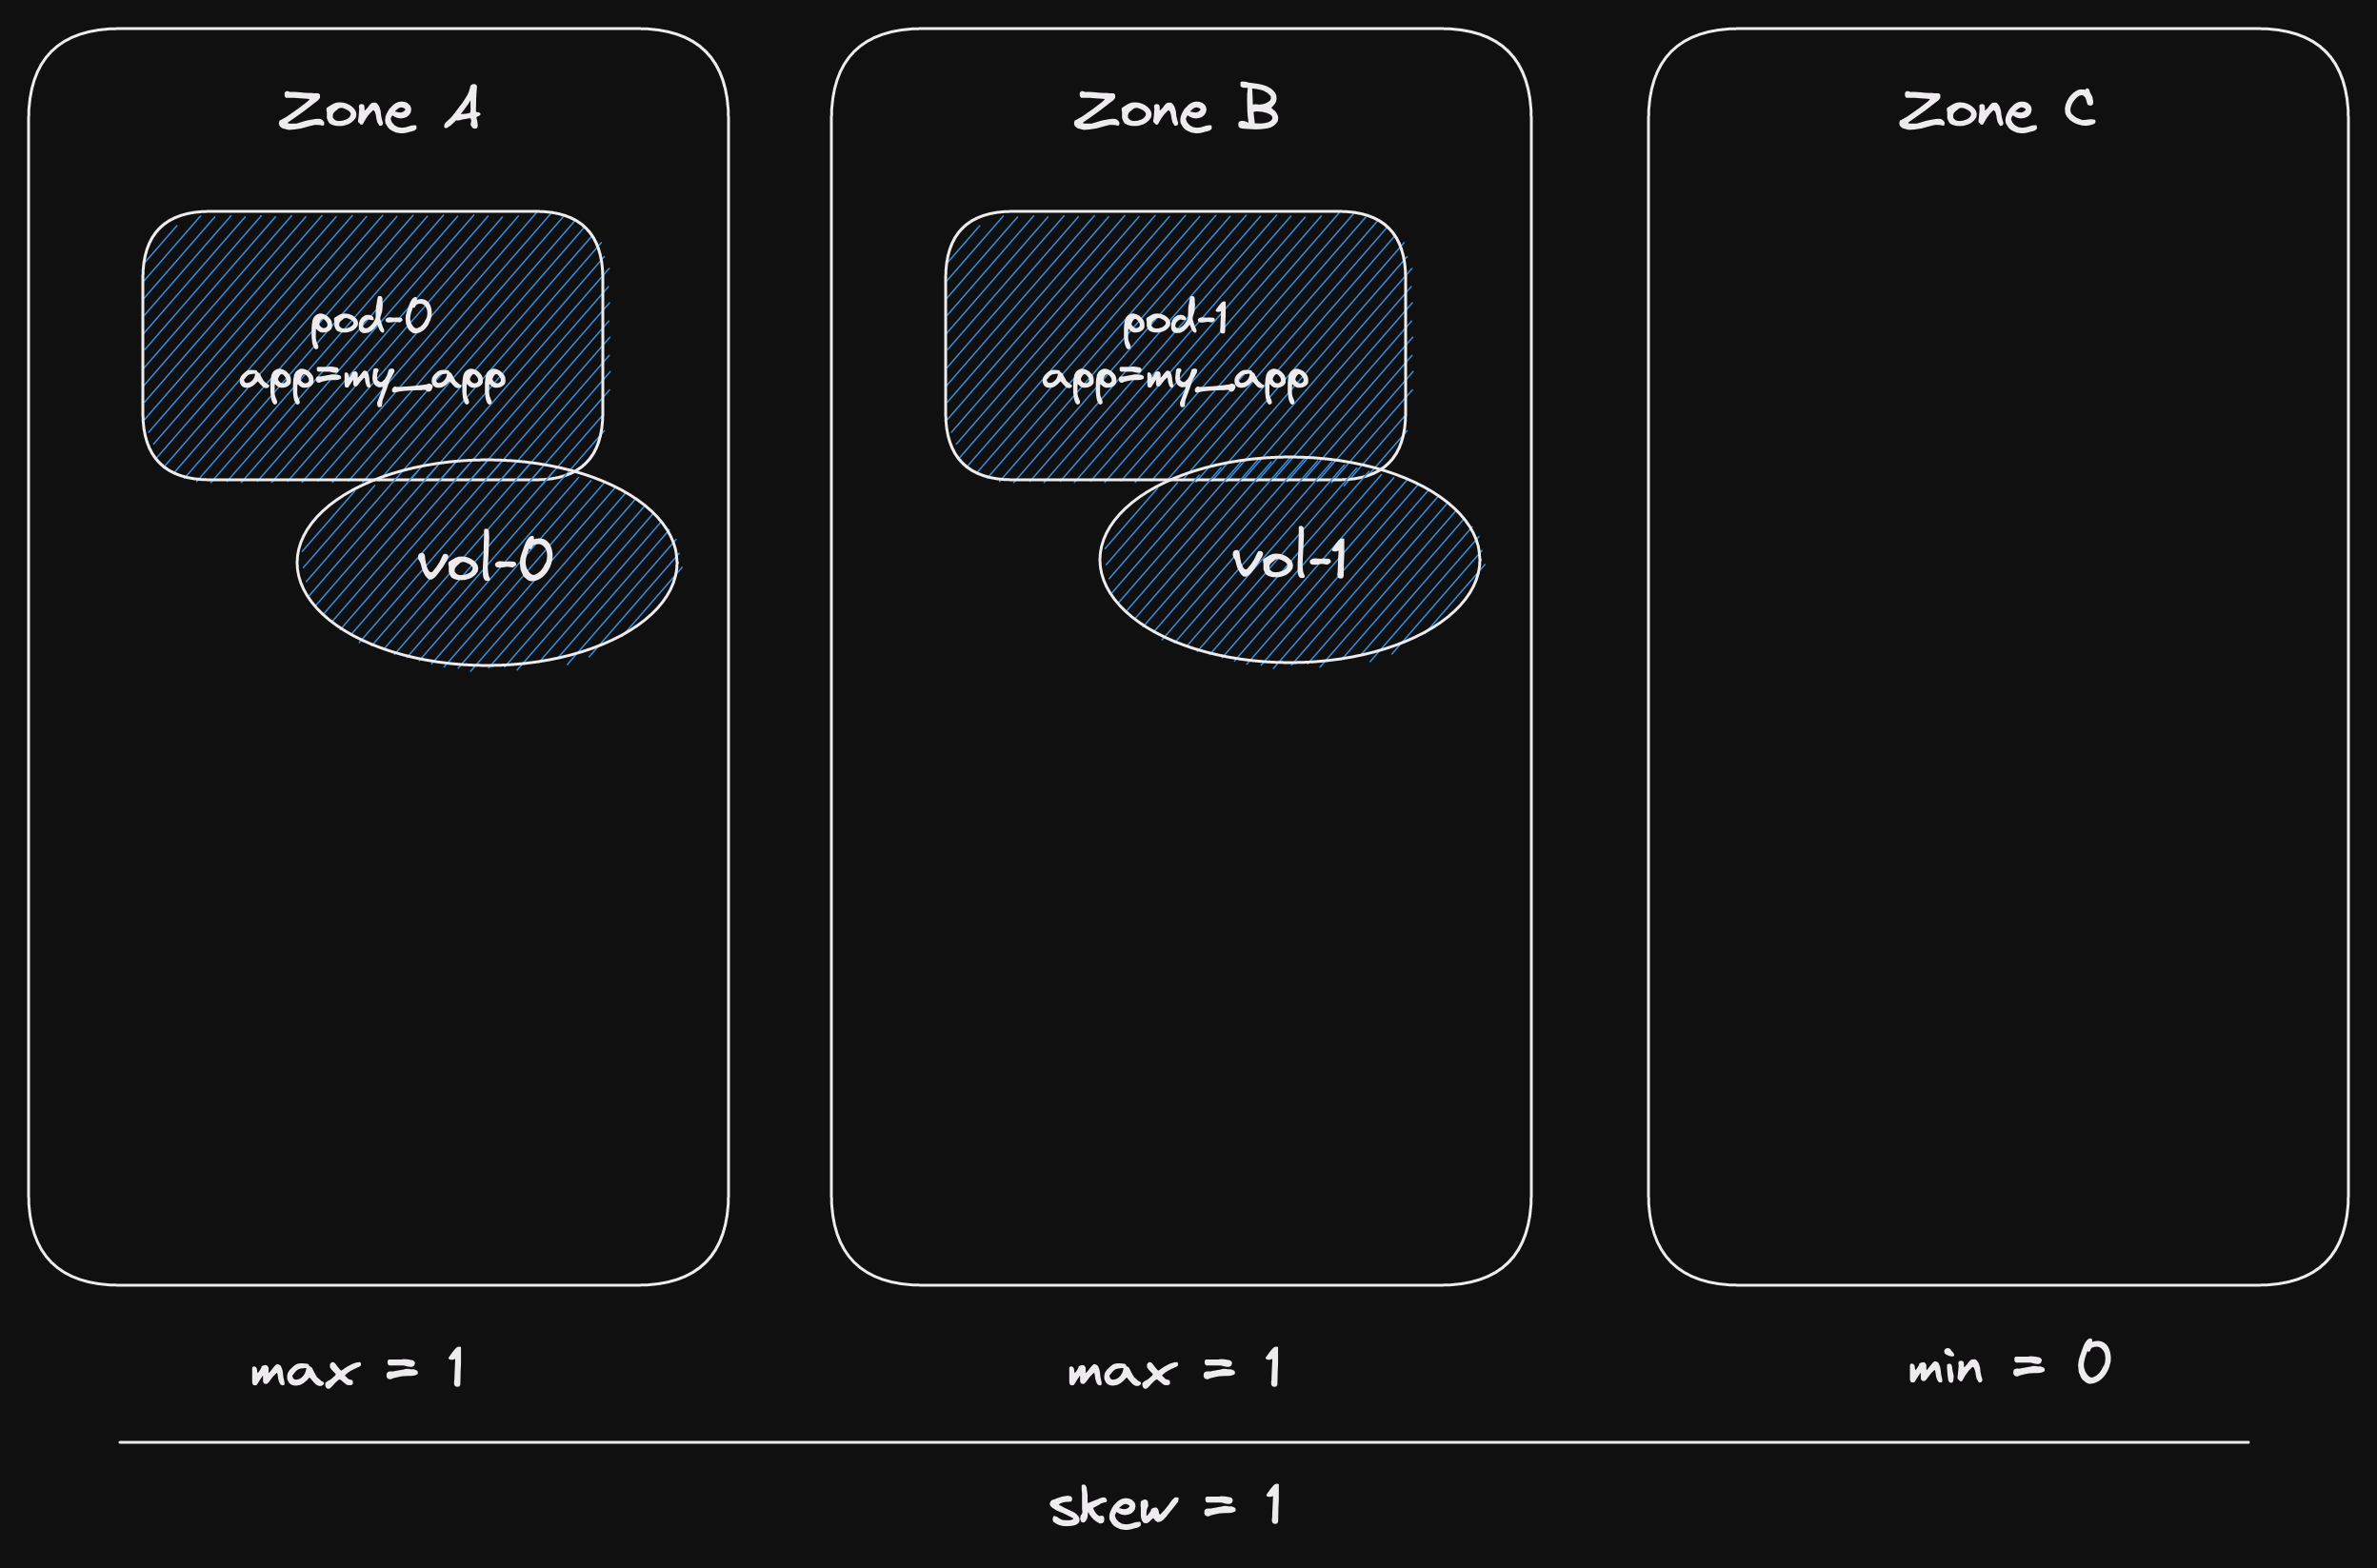 Zone A
Zone B
Zone C
pod-0
app=my_app
pod-1
app=my_app
vol-0
vol-1
max = 1
max = 1
min = 0
skew = 1